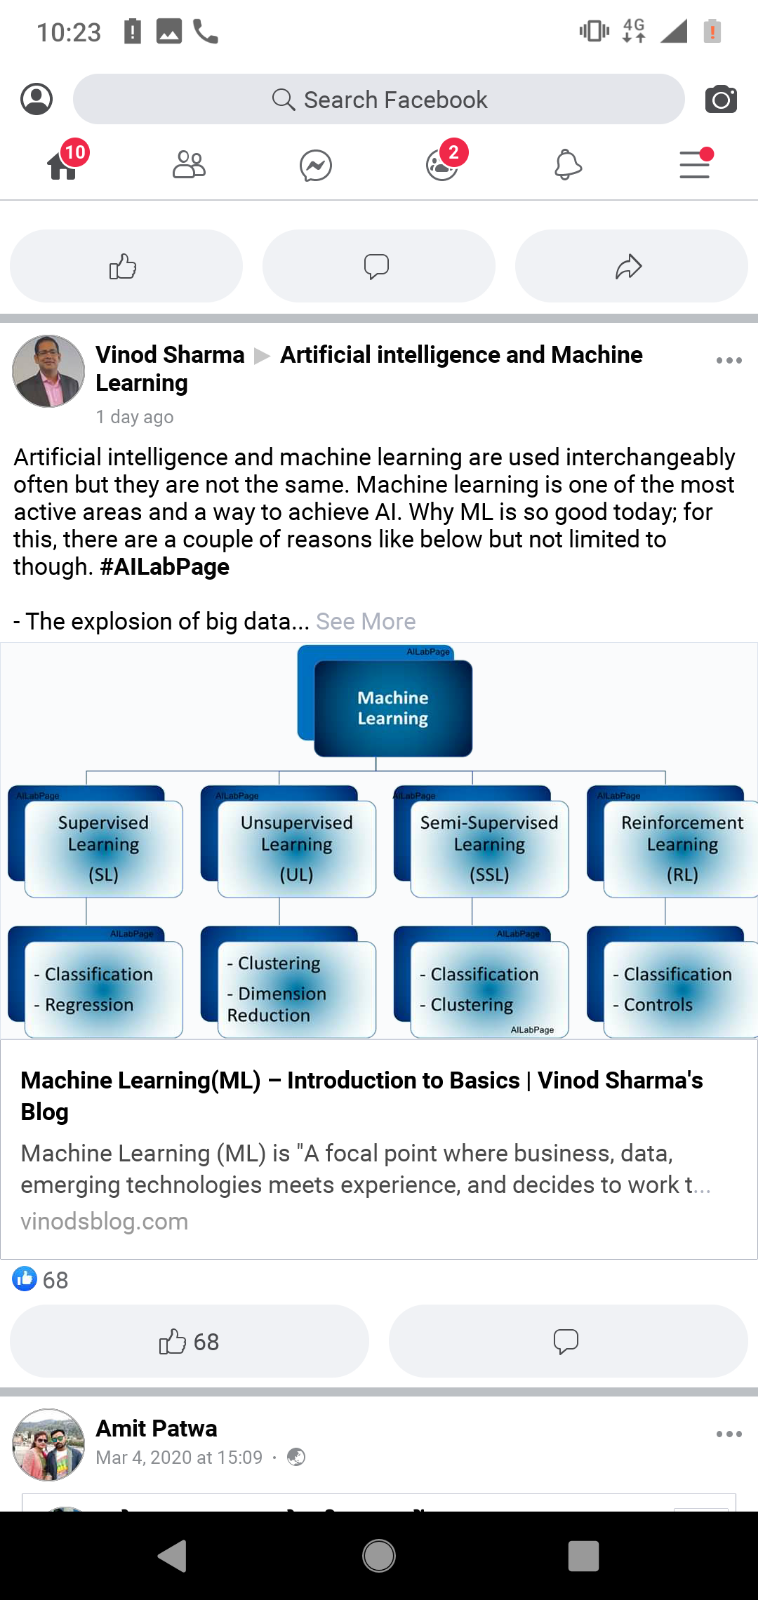 10:23
4G
Search Facebook
10
2
Vinod Sharma Artificial intelligence and Machine
Learning
1 day ago
Artificial intelligence and machine learning are used interchangeably
often but they are not the same. Machine learning is one of the most
active areas and a way to achieve AI. Why ML is so good today; for
this, there are a couple of reasons like below but not limited to
though. #AILabPage
- The explosion of big data... See More
AILabPage
Machine
Learning
AILabPage
AILabPage
AILabPage
AILabPage
Supervised
Learning
(SL)
Unsupervised
Learning
(UL)
Semi-Supervised
Learning
(SSL)
Reinforcement
Learning
(RL)
AILabPage
AILabPage
- Classification
- Regression
- Clustering
- Dimension
Reduction
- Classification
- Clustering
AILabPage
- Classification
- Controls
Machine Learning(ML) – Introduction to Basics | Vinod Sharma's
Blog
Machine Learning (ML) is "A focal point where business, data,
emerging technologies meets experience, and decides to work t...
vinodsblog.com
68
68
Amit Patwa
Mar 4, 2020 at 15:09 ·